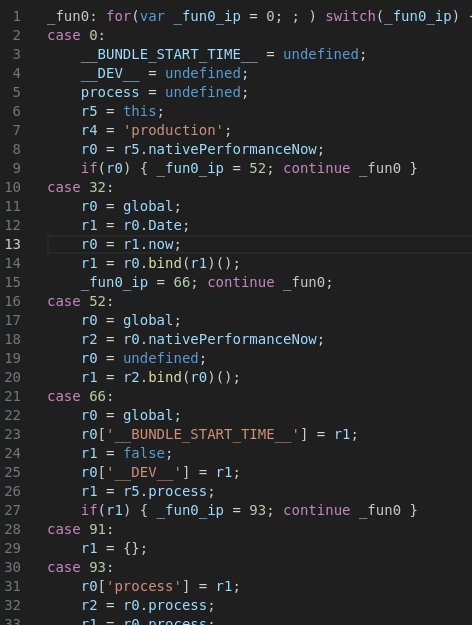 1 _fun0: for(var _fun0_ip = 0; ; ) switch(_fun0_ip) {
2 case 0:
3 __BUNDLE_START_TIME__ = undefined;
4 __DEV__ = undefined;
5 process = undefined;
6 r5 = this;
7 r4 = 'production';
8 r0 = r5.nativePerformanceNow;
9 if(r0) { _fun0_ip = 52; continue _fun0 }
10 case 32:
11 r0 = global;
12 r1 = r0.Date;
13 r0 = r1.now;
14 r1 = r0.bind(r1)();
15 _fun0_ip = 66; continue _fun0;
16 case 52:
17 r0 = global;
18 r2 = r0.nativePerformanceNow;
19 r0 = undefined;
20 r1 = r2.bind(r0)();
21 case 66:
22 r0 = global;
23 r0['__BUNDLE_START_TIME__'] = r1;
24 r1 = false;
25 r0['__DEV__'] = r1;
26 r1 = r5.process;
27 if(r1) { _fun0_ip = 93; continue _fun0 }
28 case 91:
29 r1 = {};
30 case 93:
31 r0['process'] = r1;
32 r2 = r0.process;
33 r1 = r0.process;